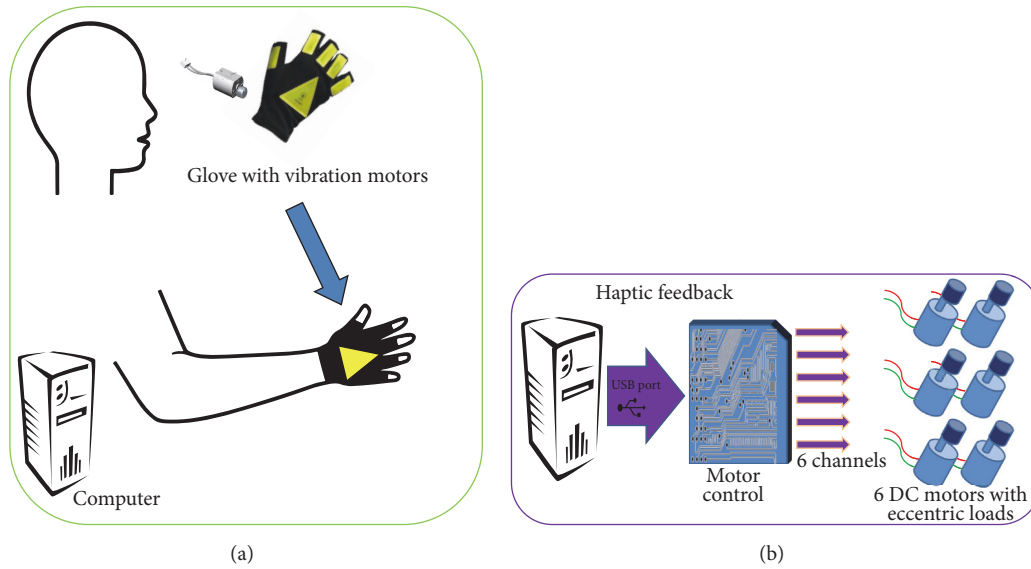 Glove with vibration motors
Computer
(a)
Haptic feedback
USB port
6 channels
Motor
control
6 DC motors with
eccentric loads
(b)